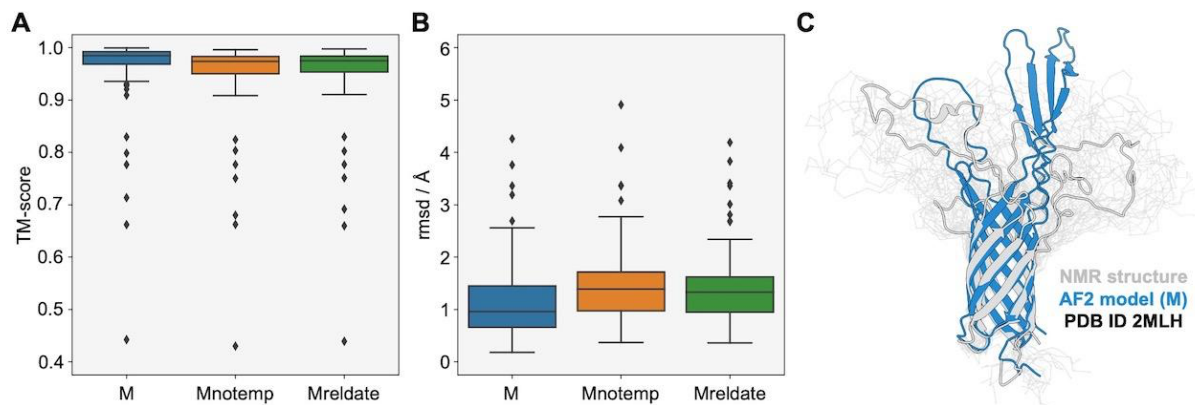 A
TM-score
1.0
0.9
0.8
0.7
0.6
0.5
0.4
M Mnotemp Mreldate
B
rmsd / Å
6
5
4
3
2
1
0
M Mnotemp Mreldate
C
NMR structure
AF2 model (M)
PDB ID 2MLH